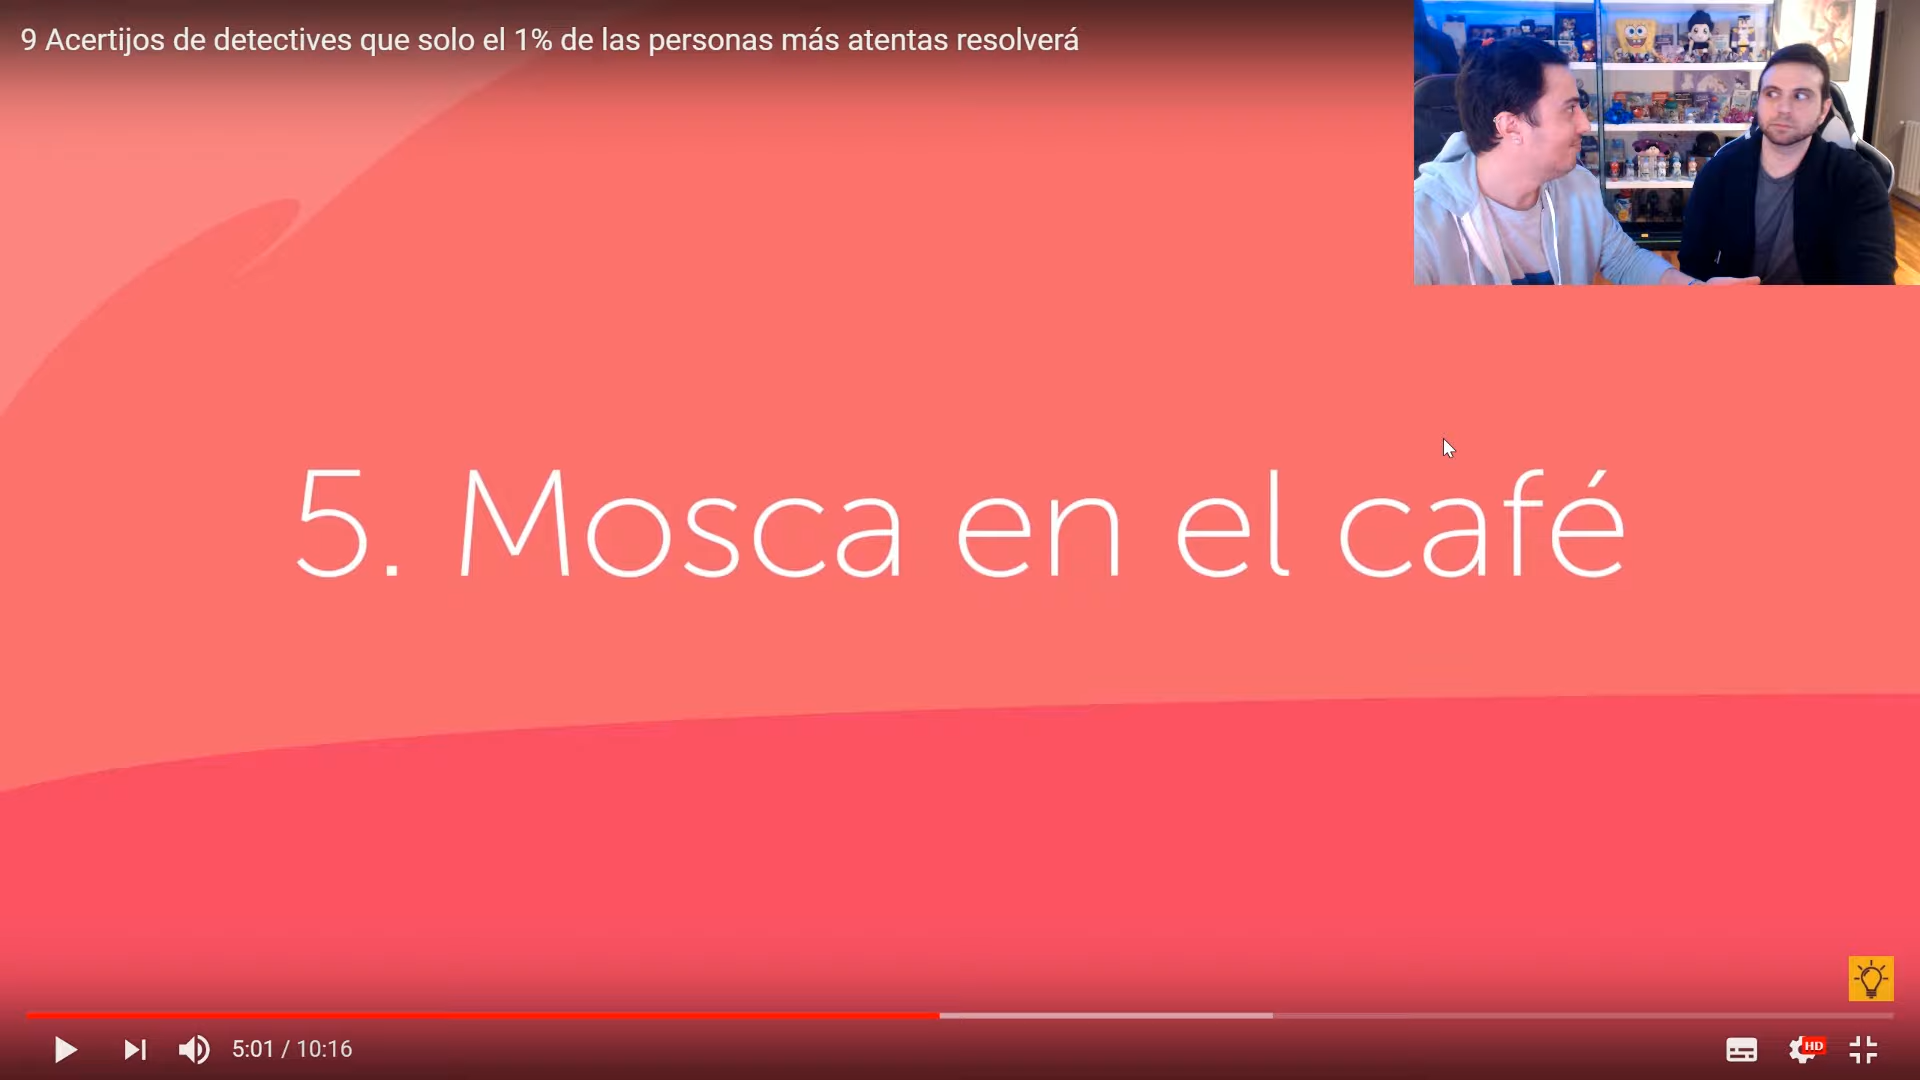 9 Acertijos de detectives que solo el 1% de las personas más atentas resolverá
5. Mosca en el café
5:01 / 10:16
HD